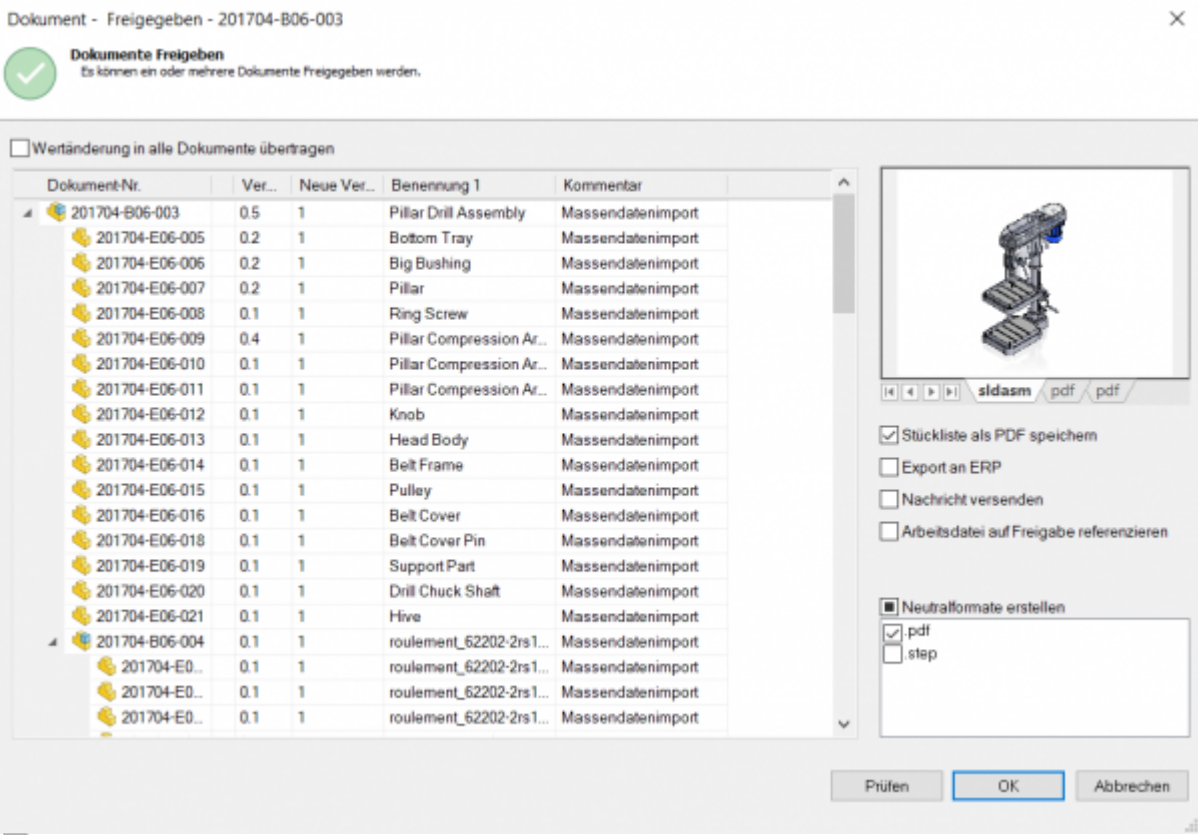 Dokument - Freigegeben - 201704-B06-003
Dokumente Freigeben
Es können ein oder mehrere Dokumente Freigegeben werden.
Wertänderung in alle Dokumente übertragen
Dokument-Nr. Ver... Neue Ver... Benennung 1 Kommentar
201704-B06-003 0.5 1 Pillar Drill Assembly Massendatenimport
201704-E06-005 0.2 1 Bottom Tray Massendatenimport
201704-E06-006 0.2 1 Big Bushing Massendatenimport
201704-E06-007 0.2 1 Pillar Massendatenimport
201704-E06-008 0.1 1 Ring Screw Massendatenimport
201704-E06-009 0.4 1 Pillar Compression Ar... Massendatenimport
201704-E06-010 0.1 1 Pillar Compression Ar... Massendatenimport
201704-E06-011 0.1 1 Pillar Compression Ar... Massendatenimport
201704-E06-012 0.1 1 Knob Massendatenimport
201704-E06-013 0.1 1 Head Body Massendatenimport
201704-E06-014 0.1 1 Belt Frame Massendatenimport
201704-E06-015 0.1 1 Pulley Massendatenimport
201704-E06-016 0.1 1 Belt Cover Massendatenimport
201704-E06-018 0.1 1 Belt Cover Pin Massendatenimport
201704-E06-019 0.1 1 Support Part Massendatenimport
201704-E06-020 0.1 1 Drill Chuck Shaft Massendatenimport
201704-E06-021 0.1 1 Hive Massendatenimport
201704-B06-004 0.1 1 roulement_62202-2rs1... Massendatenimport
201704-E0... 0.1 1 roulement_62202-2rs1... Massendatenimport
201704-E0... 0.1 1 roulement_62202-2rs1... Massendatenimport
201704-E0... 0.1 1 roulement_62202-2rs1... Massendatenimport
sldasm pdf pdf
Stückliste als PDF speichern
Export an ERP
Nachricht versenden
Arbeitsdatei auf Freigabe referenzieren
Neutralformate erstellen
.pdf
.step
Prüfen OK Abbrechen